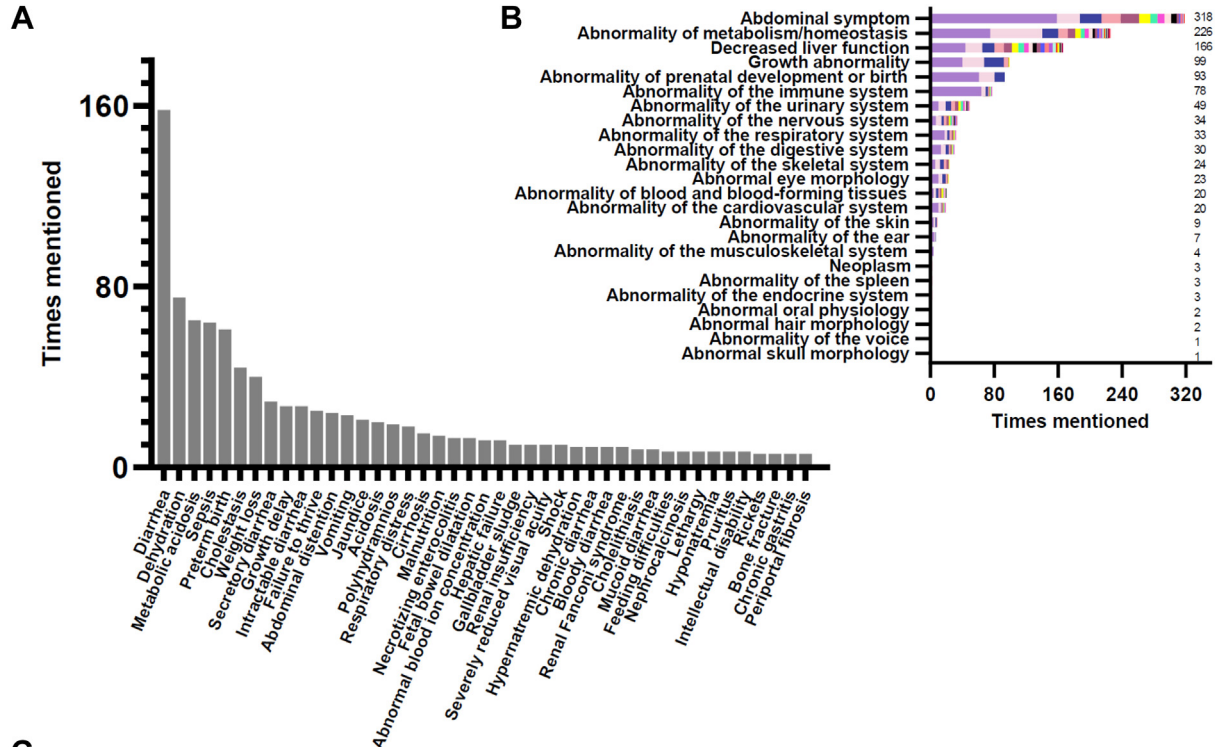 A
Times mentioned
160
80
0
Diarrhea
Dehydration
Metabolic acidosis
Sepsis
Preterm birth
Cholestasis
Weight loss
Secretory diarrhea
Growth delay
Intractable diarrhea
Failure to thrive
Abdominal distention
Vomiting
Jaundice
Acidosis
Polyhydramnios
Respiratory distress
Cirrhosis
Malnutrition
Necrotizing enterocolitis
Fetal bowel dilatation
Abnormal blood ion concentration
Hepatic failure
Gallbladder sludge
Renal insufficiency
Severely reduced visual acuity
Shock
Hypernatremic dehydration
Chronic diarrhea
Bloody diarrhea
Renal Fanconi syndrome
Cholelithiasis
Mucoid diarrhea
Feeding difficulties
Nephrocalcinosis
Lethargy
Hyponatremia
Pruritus
Intellectual disability
Rickets
Bone fracture
Chronic gastritis
Periportal fibrosis
B
Abdominal symptom 318
Abnormality of metabolism/homeostasis 226
Decreased liver function 166
Growth abnormality 99
Abnormality of prenatal development or birth 93
Abnormality of the immune system 78
Abnormality of the urinary system 49
Abnormality of the nervous system 34
Abnormality of the respiratory system 33
Abnormality of the digestive system 30
Abnormality of the skeletal system 24
Abnormal eye morphology 23
Abnormality of blood and blood-forming tissues 20
Abnormality of the cardiovascular system 20
Abnormality of the skin 9
Abnormality of the ear 7
Abnormality of the musculoskeletal system 4
Neoplasm 3
Abnormality of the spleen 3
Abnormality of the endocrine system 3
Abnormal oral physiology 2
Abnormal hair morphology 2
Abnormality of the voice 1
Abnormal skull morphology 1
0 80 160 240 320
Times mentioned